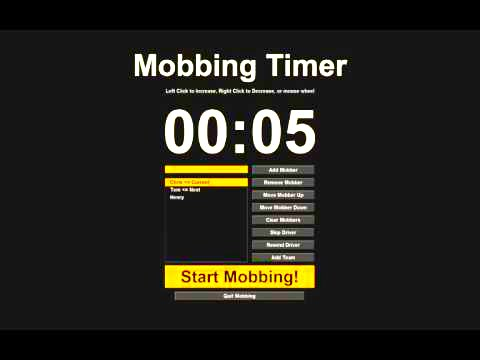 Mobbing Timer
Left Click to Increase, Right Click to Decrease, or mouse wheel
00:05
Add Mobber
Chris <= Current
Remove Mobber
Tom <= Next
Move Mobber Up
Henry
Move Mobber Down
Clear Mobbers
Skip Driver
Rewind Driver
Add Team
Start Mobbing!
Quit Mobbing